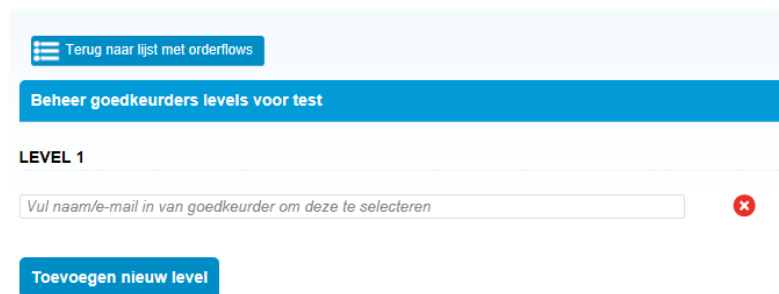 Terug naar lijst met orderflows
Beheer goedkeurders levels voor test
LEVEL 1
Vul naam/e-mail in van goedkeurder om deze te selecteren
Toevoegen nieuw level